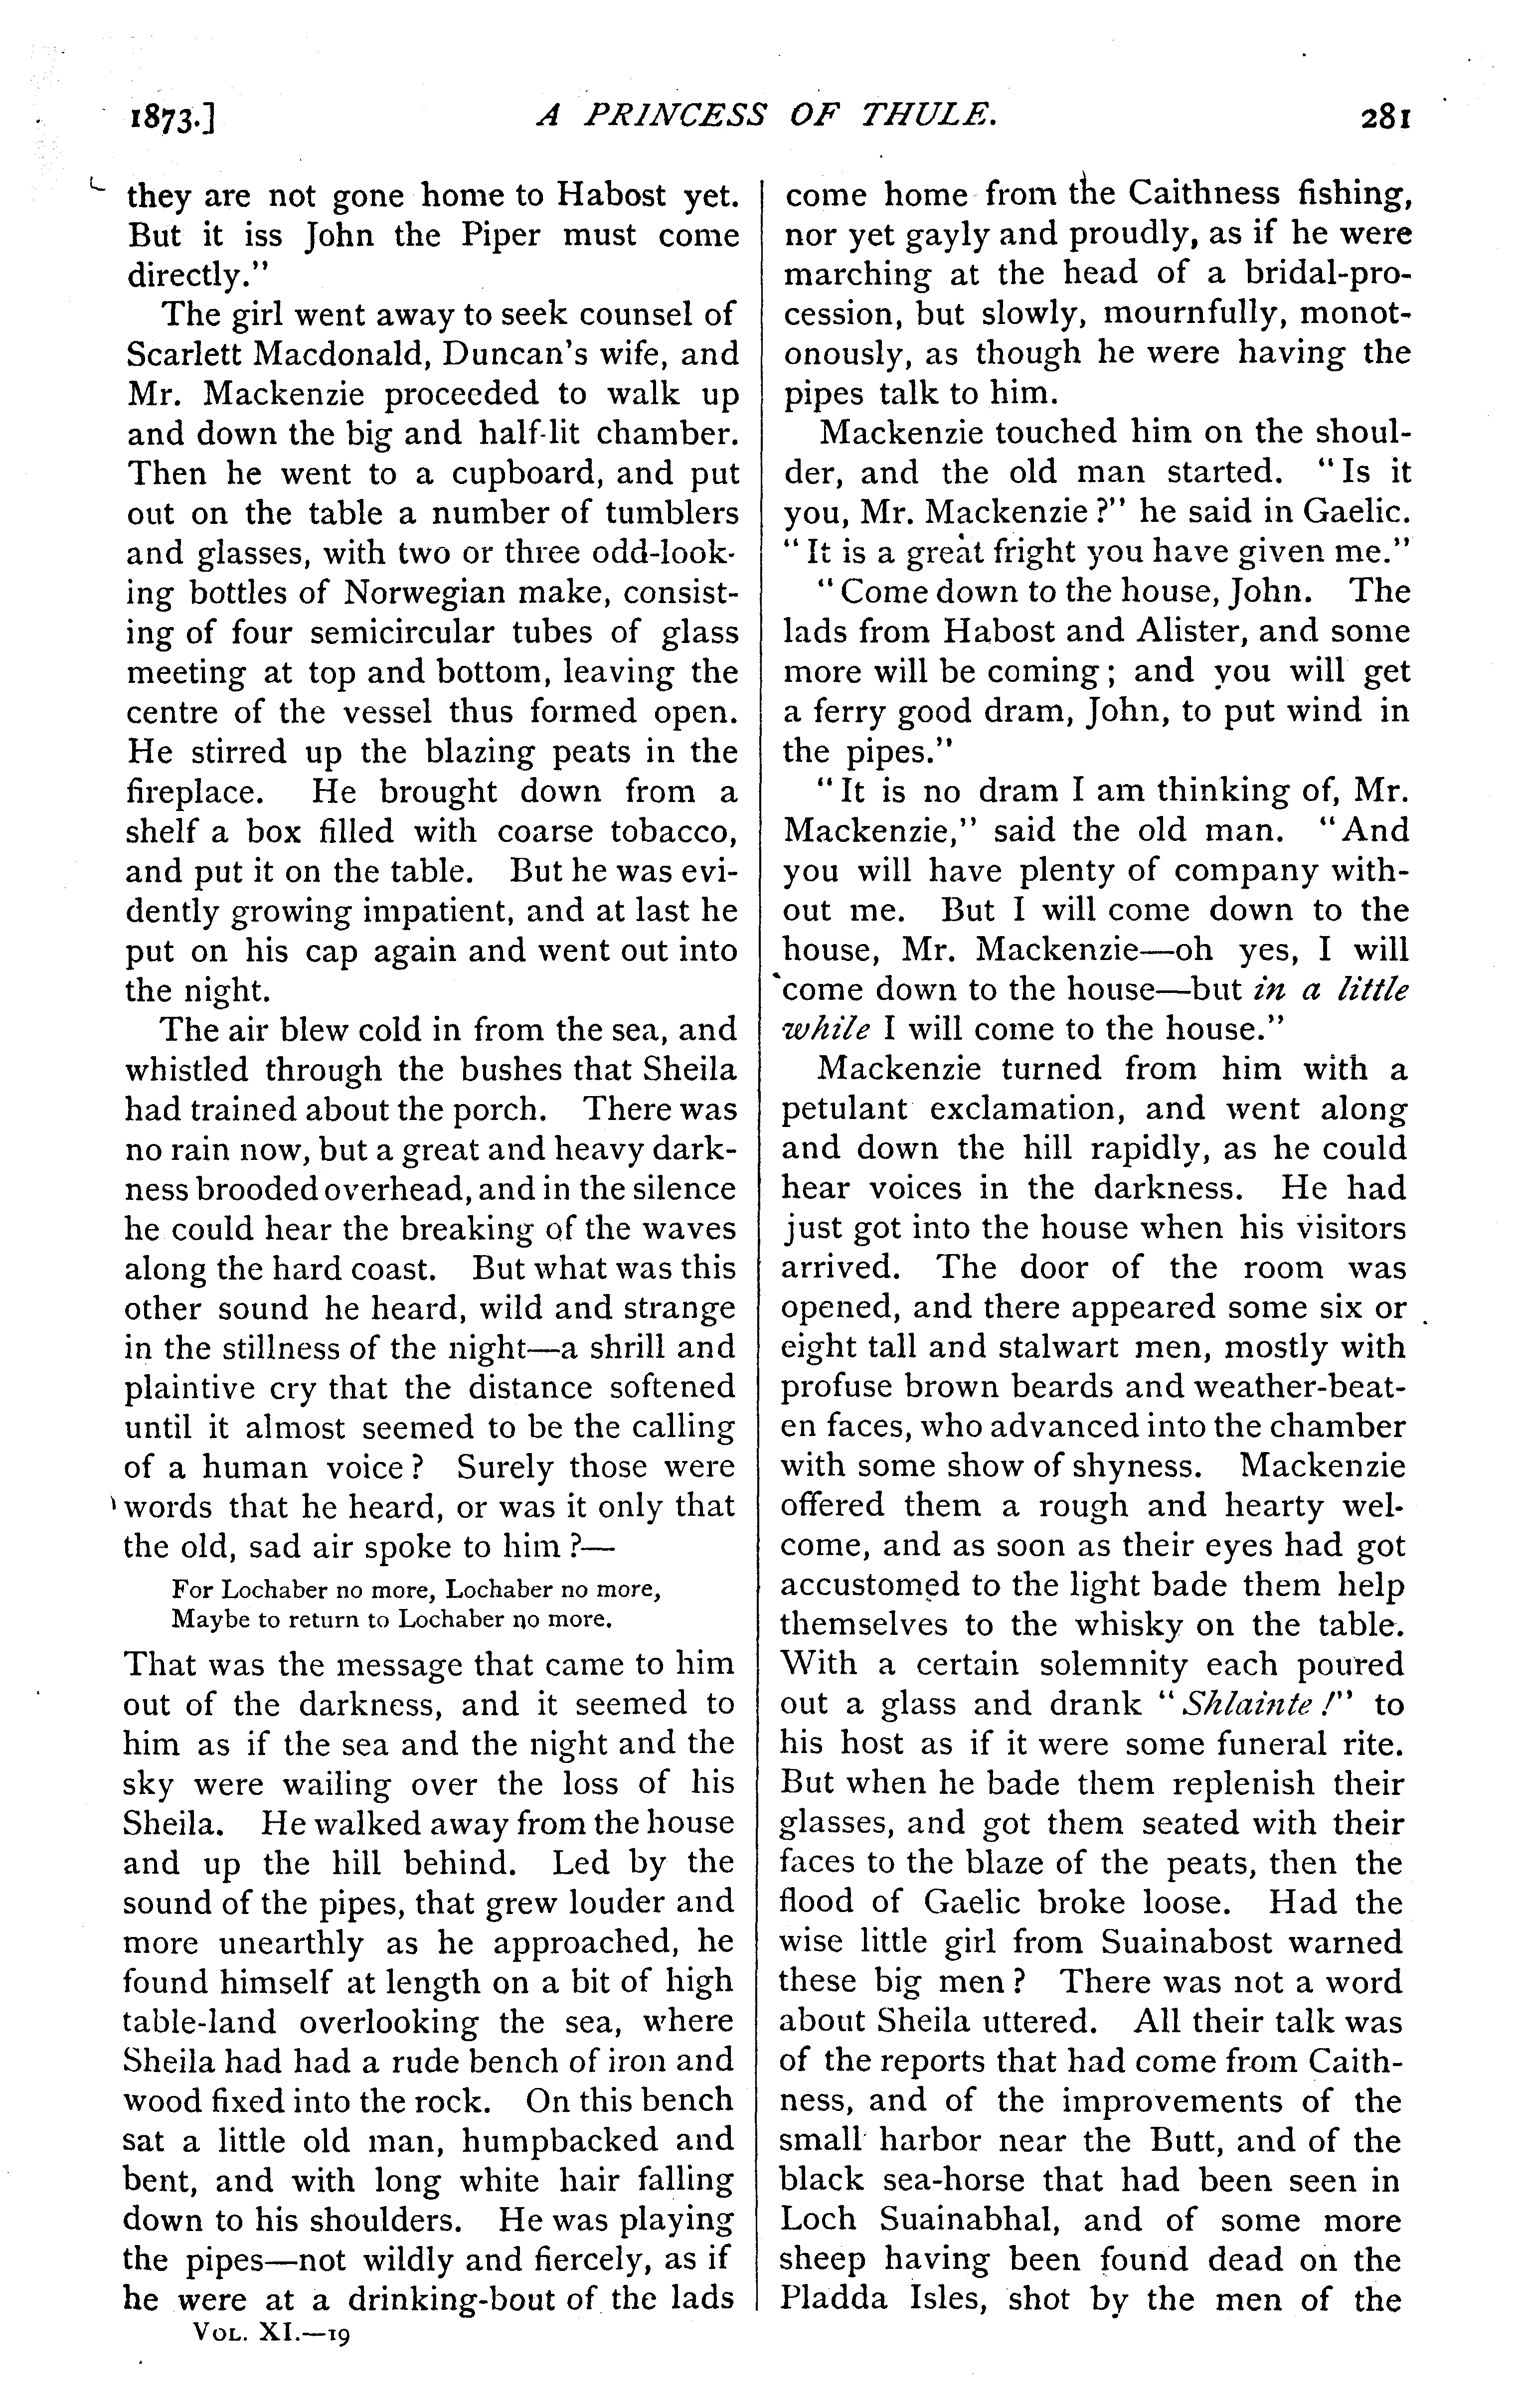 1873.] A PRINCESS OF THULE. 281
they are not gone home to Habost yet.
But it iss John the Piper must come
directly."
The girl went away to seek counsel of
Scarlett Macdonald, Duncan's wife, and
Mr. Mackenzie proceeded to walk up
and down the big and half-lit chamber.
Then he went to a cupboard, and put
out on the table a number of tumblers
and glasses, with two or three odd-look-
ing bottles of Norwegian make, consist-
ing of four semicircular tubes of glass
meeting at top and bottom, leaving the
centre of the vessel thus formed open.
He stirred up the blazing peats in the
fireplace. He brought down from a
shelf a box filled with coarse tobacco,
and put it on the table. But he was evi-
dently growing impatient, and at last he
put on his cap again and went out into
the night.
The air blew cold in from the sea, and
whistled through the bushes that Sheila
had trained about the porch. There was
no rain now, but a great and heavy dark-
ness brooded overhead, and in the silence
he could hear the breaking of the waves
along the hard coast. But what was this
other sound he heard, wild and strange
in the stillness of the night—a shrill and
plaintive cry that the distance softened
until it almost seemed to be the calling
of a human voice? Surely those were
words that he heard, or was it only that
the old, sad air spoke to him?—
For Lochaber no more, Lochaber no more,
Maybe to return to Lochaber no more.
That was the message that came to him
out of the darkness, and it seemed to
him as if the sea and the night and the
sky were wailing over the loss of his
Sheila. He walked away from the house
and up the hill behind. Led by the
sound of the pipes, that grew louder and
more unearthly as he approached, he
found himself at length on a bit of high
table-land overlooking the sea, where
Sheila had had a rude bench of iron and
wood fixed into the rock. On this bench
sat a little old man, humpbacked and
bent, and with long white hair falling
down to his shoulders. He was playing
the pipes—not wildly and fiercely, as if
he were at a drinking-bout of the lads
VOL. XI.—19
come home from the Caithness fishing,
nor yet gayly and proudly, as if he were
marching at the head of a bridal-pro-
cession, but slowly, mournfully, monot-
onously, as though he were having the
pipes talk to him.
Mackenzie touched him on the shoul-
der, and the old man started. "Is it
you, Mr. Mackenzie?" he said in Gaelic.
"It is a great fright you have given me."
"Come down to the house, John. The
lads from Habost and Alister, and some
more will be coming; and you will get
a ferry good dram, John, to put wind in
the pipes."
"It is no dram I am thinking of, Mr.
Mackenzie," said the old man. "And
you will have plenty of company with-
out me. But I will come down to the
house, Mr. Mackenzie—oh yes, I will
come down to the house—but in a little
while I will come to the house."
Mackenzie turned from him with a
petulant exclamation, and went along
and down the hill rapidly, as he could
hear voices in the darkness. He had
just got into the house when his visitors
arrived. The door of the room was
opened, and there appeared some six or
eight tall and stalwart men, mostly with
profuse brown beards and weather-beat-
en faces, who advanced into the chamber
with some show of shyness. Mackenzie
offered them a rough and hearty wel-
come, and as soon as their eyes had got
accustomed to the light bade them help
themselves to the whisky on the table.
With a certain solemnity each poured
out a glass and drank "Shlainte!" to
his host as if it were some funeral rite.
But when he bade them replenish their
glasses, and got them seated with their
faces to the blaze of the peats, then the
flood of Gaelic broke loose. Had the
wise little girl from Suainabost warned
these big men? There was not a word
about Sheila uttered. All their talk was
of the reports that had come from Caith-
ness, and of the improvements of the
small harbor near the Butt, and of the
black sea-horse that had been seen in
Loch Suainabhal, and of some more
sheep having been found dead on the
Pladda Isles, shot by the men of the